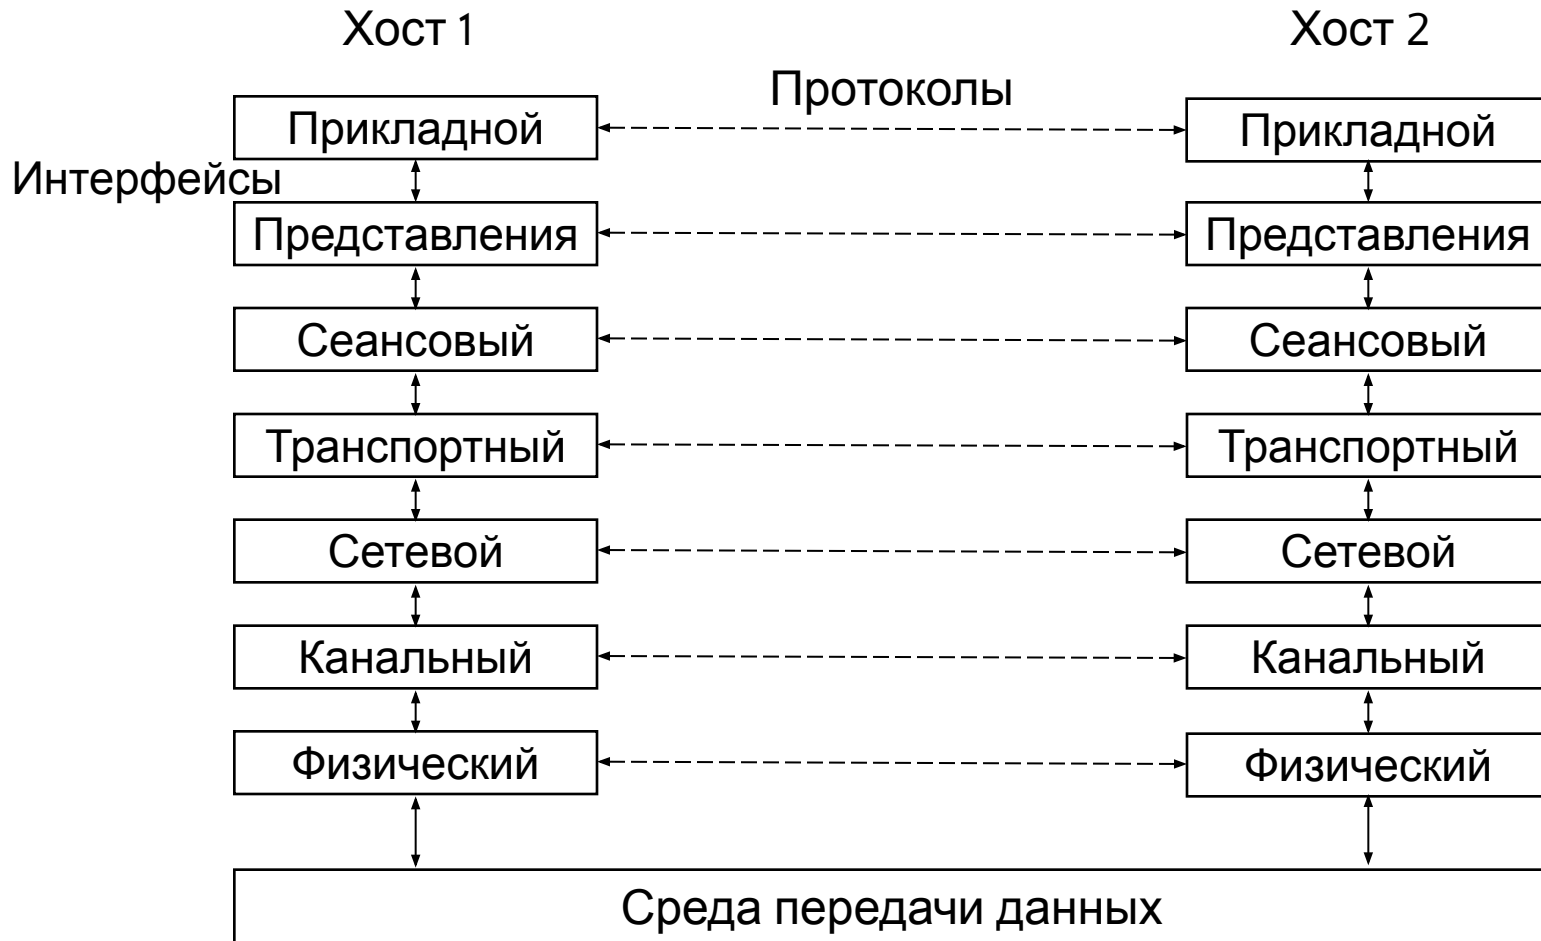 Хост 1
Хост 2
Протоколы
Прикладной
Прикладной
Интерфейсы
Представления
Представления
Сеансовый
Сеансовый
Транспортный
Транспортный
Сетевой
Сетевой
Канальный
Канальный
Физический
Физический
Среда передачи данных